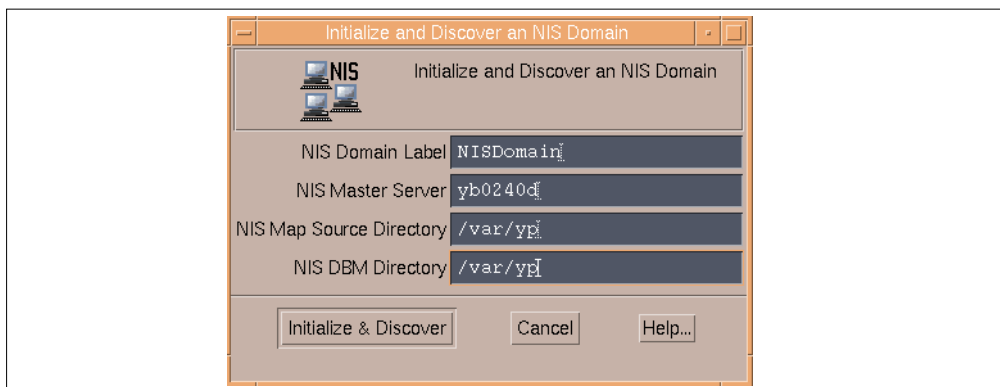 Initialize and Discover an NIS Domain
NIS
Initialize and Discover an NIS Domain
NIS Domain Label NISDomain
NIS Master Server yb0240d
NIS Map Source Directory /var/yp
NIS DBM Directory /var/yp
Initialize & Discover Cancel Help...